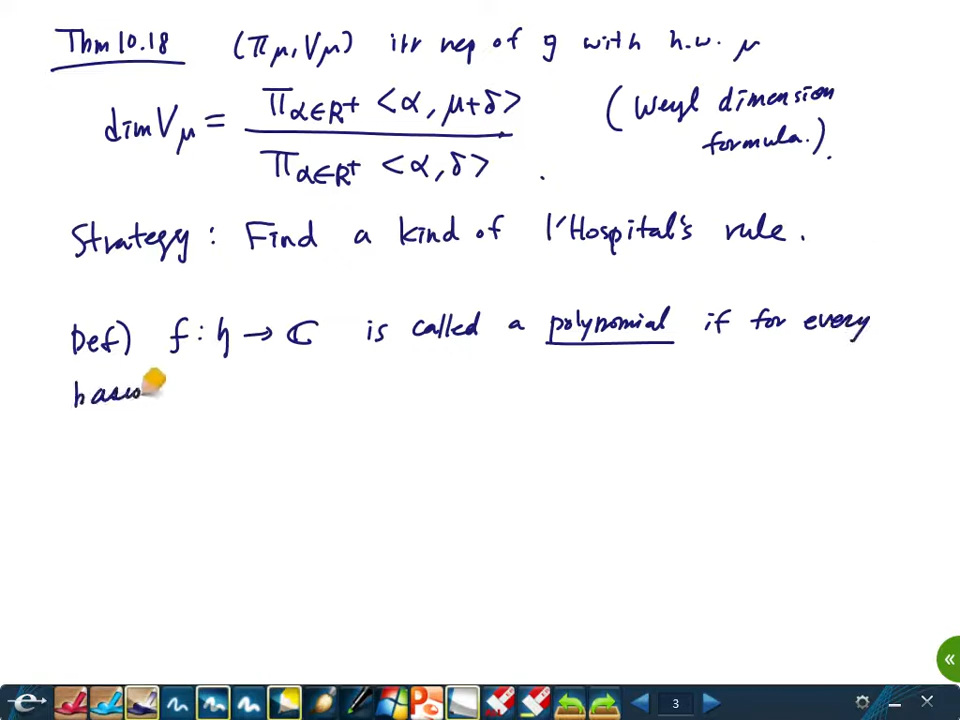 Thm 10.18 (πμ, Vμ) irr rep of g with h.w. μ
dim Vμ = Πα∈R⁺ <α, μ+δ> / Πα∈R⁺ <α, δ> . (Weyl dimension formula.)
Strategy : Find a kind of l'Hospital's rule.
Def) f : h → ℂ is called a polynomial if for every
basis
3